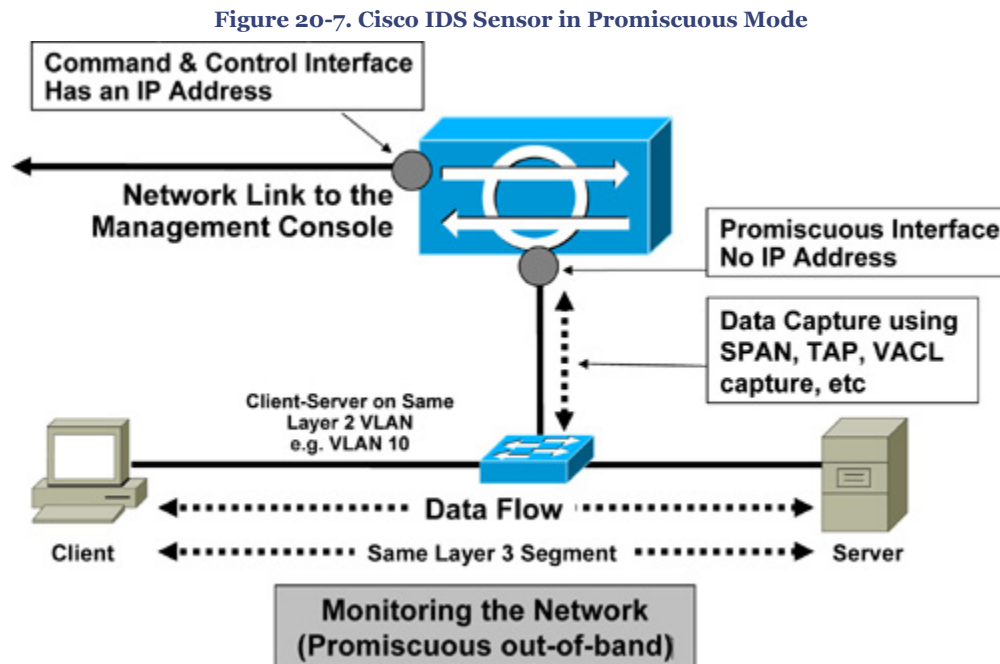 Figure 20-7. Cisco IDS Sensor in Promiscuous Mode
Command & Control Interface
Has an IP Address
Network Link to the
Management Console
Promiscuous Interface
No IP Address
Data Capture using
SPAN, TAP, VACL
capture, etc
Client-Server on Same
Layer 2 VLAN
e.g. VLAN 10
Data Flow
Client
Same Layer 3 Segment
Server
Monitoring the Network
(Promiscuous out-of-band)